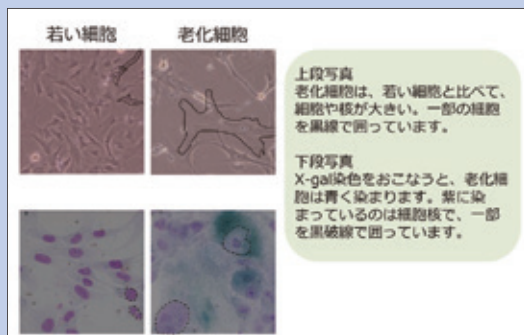 若い細胞
老化細胞
上段写真
老化細胞は、若い細胞と比べて、
細胞や核が大きい。一部の細胞
を黒線で囲っています。
下段写真
X-gal染色をおこなうと、老化細
胞は青く染まります。紫に染
まっているのは細胞核で、一部
を黒破線で囲っています。